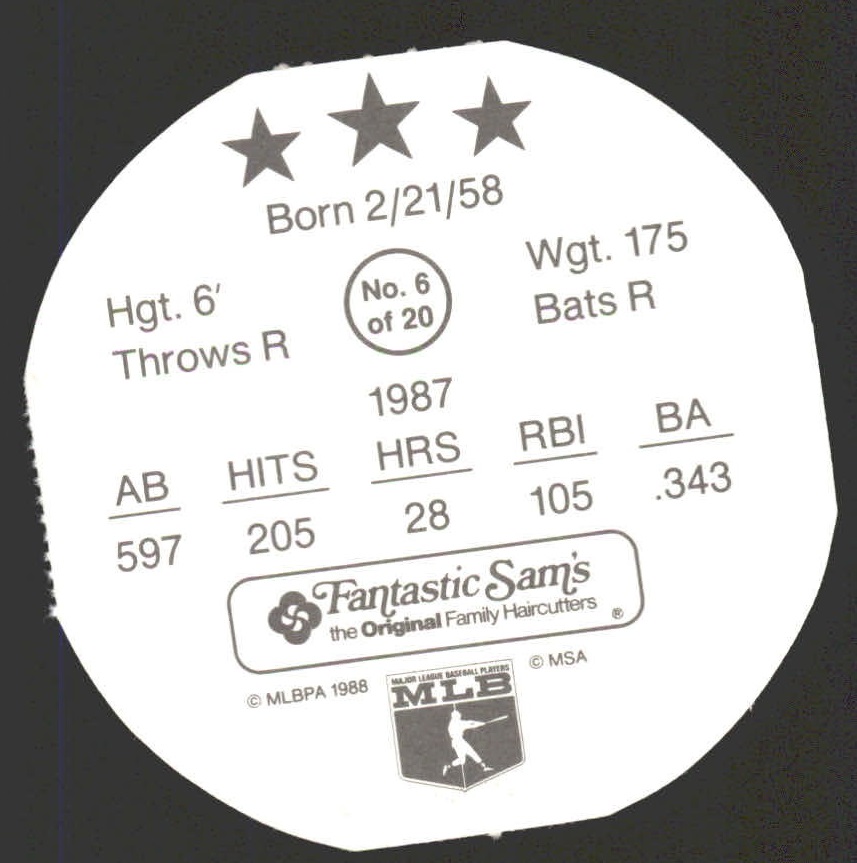 Born 2/21/58
Hgt. 6' No. 6 Wgt. 175
Throws R of 20 Bats R
1987
AB HITS HRS RBI BA
597 205 28 105 .343
Fantastic Sam's
the Original Family Haircutters ®
© MLBPA 1988 © MSA
MAJOR LEAGUE BASEBALL PLAYERS
MLB